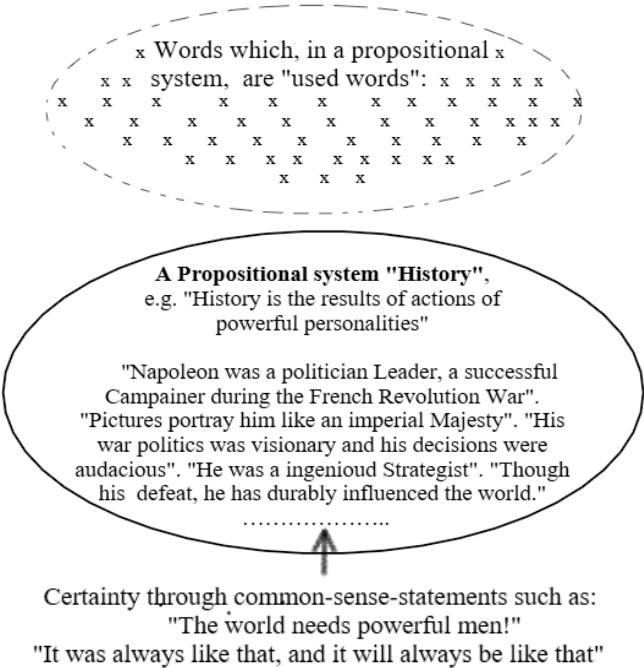 x Words which, in a propositional x
x x system, are "used words": x x x x x
x x x x x x x x x x x x
x x x x x x x x x x x x
x x x x x x x x x x
x x x x x x x x x
x x x
A Propositional system "History",
e.g. "History is the results of actions of
powerful personalities"
"Napoleon was a politician Leader, a successful
Campainer during the French Revolution War".
"Pictures portray him like an imperial Majesty". "His
war politics was visionary and his decisions were
audacious". "He was a ingenioud Strategist". "Though
his defeat, he has durably influenced the world."
.......................
Certainty through common-sense-statements such as:
"The world needs powerful men!"
"It was always like that, and it will always be like that"